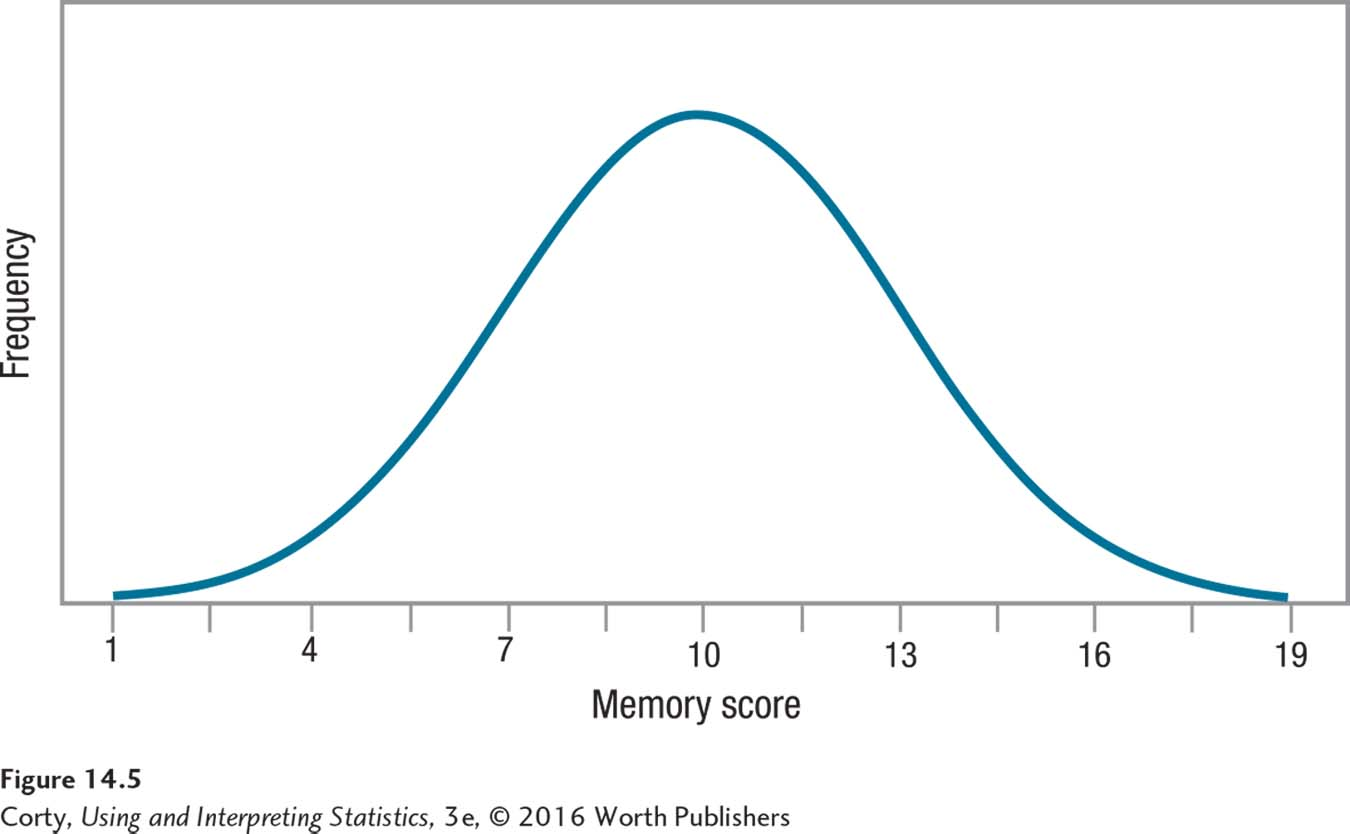 Frequency
1 4 7 10 13 16 19
Memory score
Figure 14.5
Corty, Using and Interpreting Statistics, 3e, © 2016 Worth Publishers